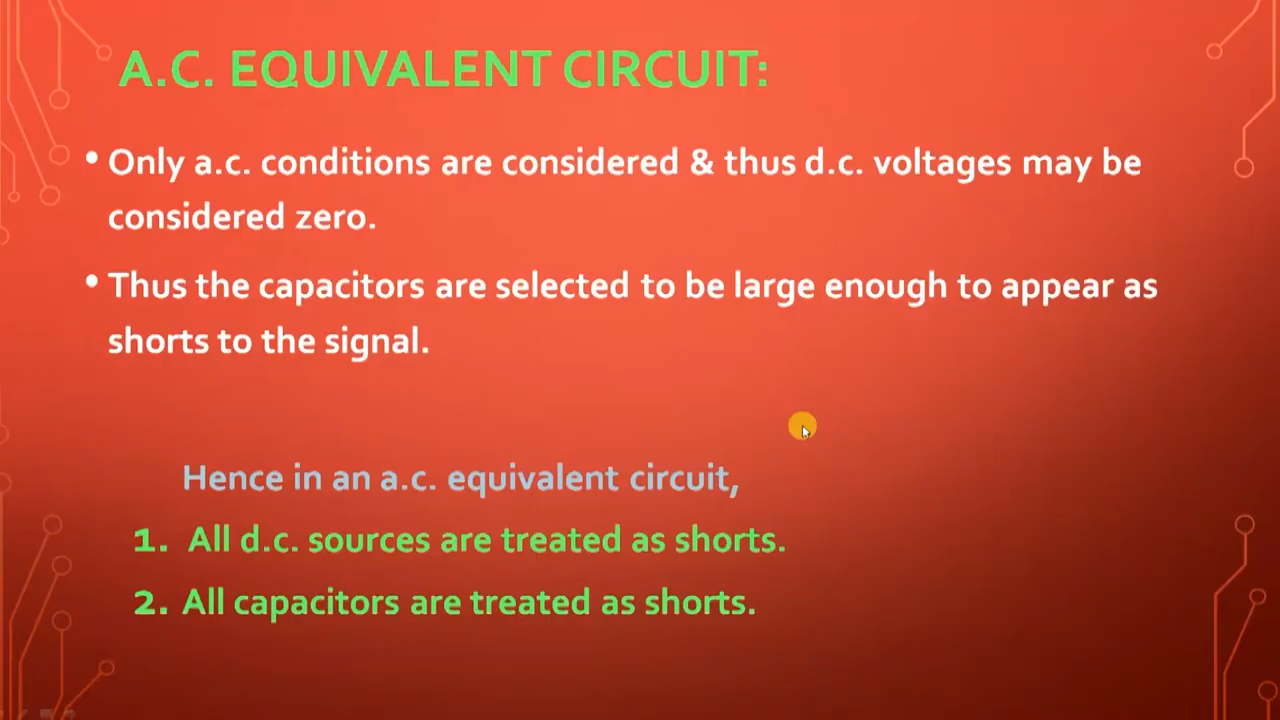 A.C. EQUIVALENT CIRCUIT:
• Only a.c. conditions are considered & thus d.c. voltages may be
considered zero.
• Thus the capacitors are selected to be large enough to appear as
shorts to the signal.
Hence in an a.c. equivalent circuit,
1. All d.c. sources are treated as shorts.
2. All capacitors are treated as shorts.